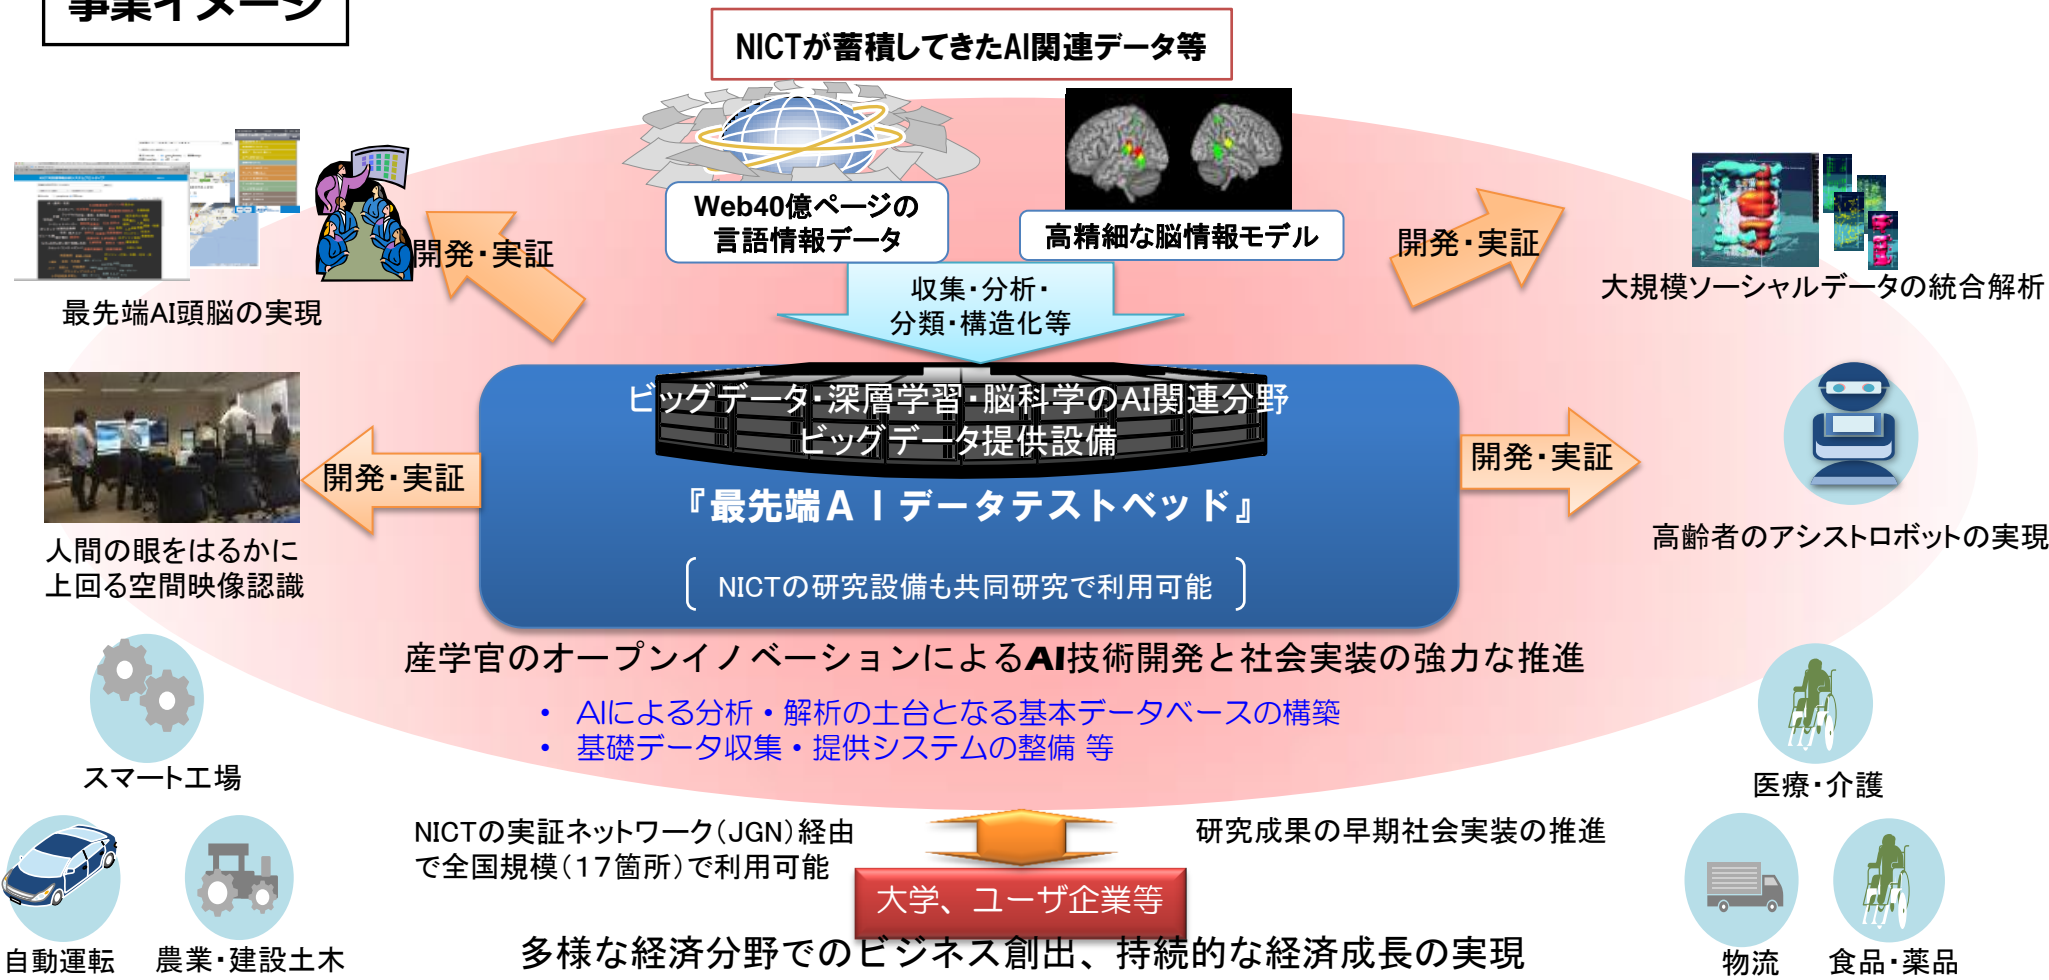 事業イメージ
NICTが蓄積してきたAI関連データ等
Web40億ページの
言語情報データ
高精細な脳情報モデル
開発・実証
開発・実証
最先端AI頭脳の実現
収集・分析・
分類・構造化等
大規模ソーシャルデータの統合解析
ビッグデータ・深層学習・脳科学のAI関連分野
ビッグデータ提供設備
『最先端ＡＩデータテストベッド』
NICTの研究設備も共同研究で利用可能
開発・実証
開発・実証
人間の眼をはるかに
上回る空間映像認識
高齢者のアシストロボットの実現
産学官のオープンイノベーションによるAI技術開発と社会実装の強力な推進
• AIによる分析・解析の土台となる基本データベースの構築
• 基礎データ収集・提供システムの整備 等
スマート工場
医療・介護
NICTの実証ネットワーク（JGN）経由
で全国規模（17箇所）で利用可能
研究成果の早期社会実装の推進
大学、ユーザ企業等
自動運転
農業・建設土木
多様な経済分野でのビジネス創出、持続的な経済成長の実現
物流
食品・薬品